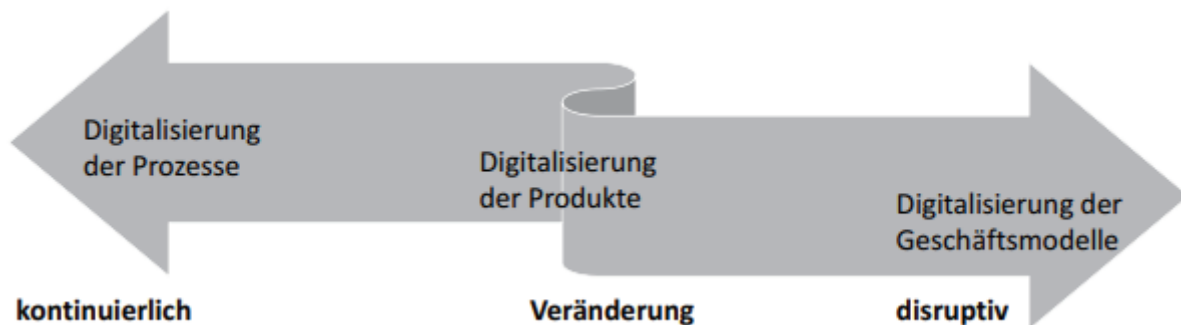 Digitalisierung
der Prozesse
Digitalisierung
der Produkte
Digitalisierung der
Geschäftsmodelle
kontinuierlich
Veränderung
disruptiv